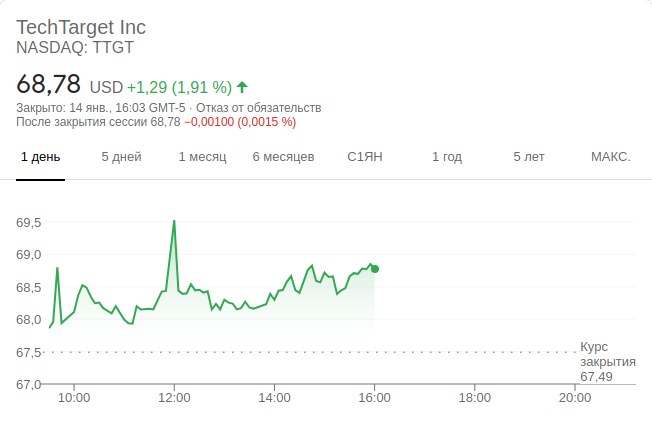 TechTarget Inc
NASDAQ: TTGT
68,78 USD +1,29 (1,91 %)
Закрыто: 14 янв., 16:03 GMT-5 · Отказ от обязательств
После закрытия сессии 68,78 −0,00100 (0,0015 %)
1 день 5 дней 1 месяц 6 месяцев С1ЯН 1 год 5 лет МАКС.
69,5
69,0
68,5
68,0
67,5
Курс
закрытия
67,49
67,0
10:00 12:00 14:00 16:00 18:00 20:00